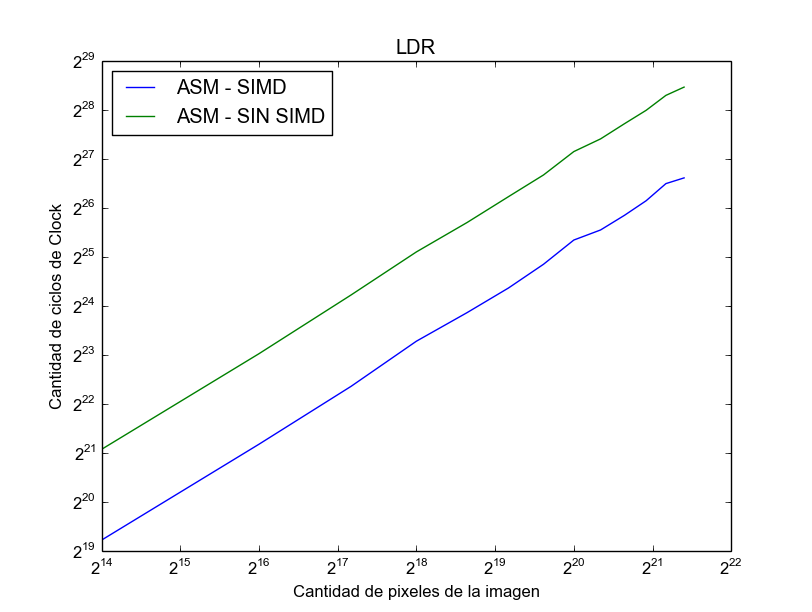 LDR
ASM - SIMD
ASM - SIN SIMD
Cantidad de ciclos de Clock
2^29
2^28
2^27
2^26
2^25
2^24
2^23
2^22
2^21
2^20
2^19
2^14 2^15 2^16 2^17 2^18 2^19 2^20 2^21 2^22
Cantidad de pixeles de la imagen